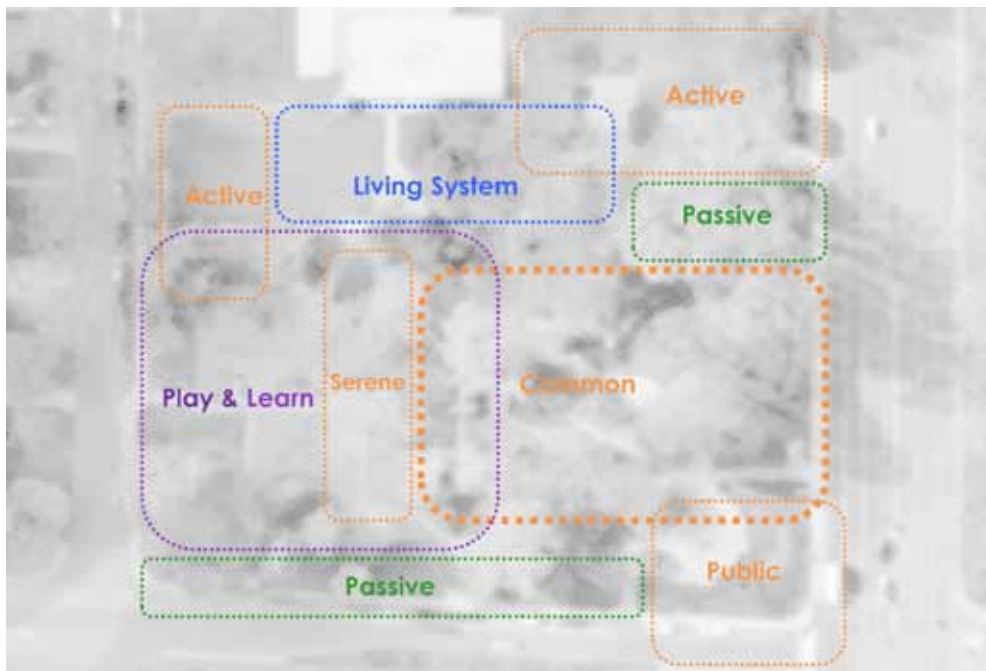 Active
Active
Living System
Passive
Serene
Common
Play & Learn
Passive
Public